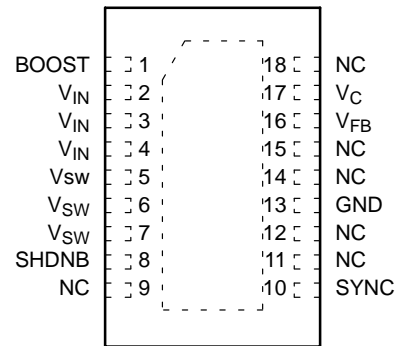 BOOST 1 18 NC
VIN 2 17 VC
VIN 3 16 VFB
VIN 4 15 NC
Vsw 5 14 NC
VSW 6 13 GND
VSW 7 12 NC
SHDNB 8 11 NC
NC 9 10 SYNC